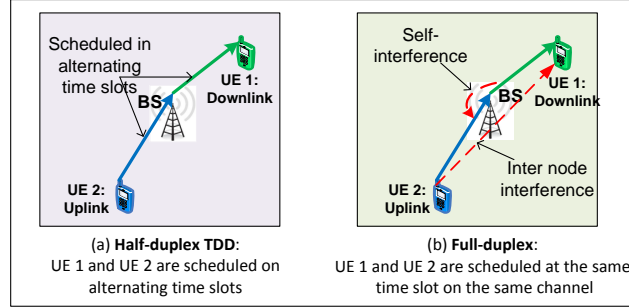 Scheduled in
alternating
time slots
BS
UE 1:
Downlink
UE 2:
Uplink
(a) Half-duplex TDD:
UE 1 and UE 2 are scheduled on
alternating time slots
Self-
interference
BS
UE 1:
Downlink
Inter node
interference
UE 2:
Uplink
(b) Full-duplex:
UE 1 and UE 2 are scheduled at the same
time slot on the same channel